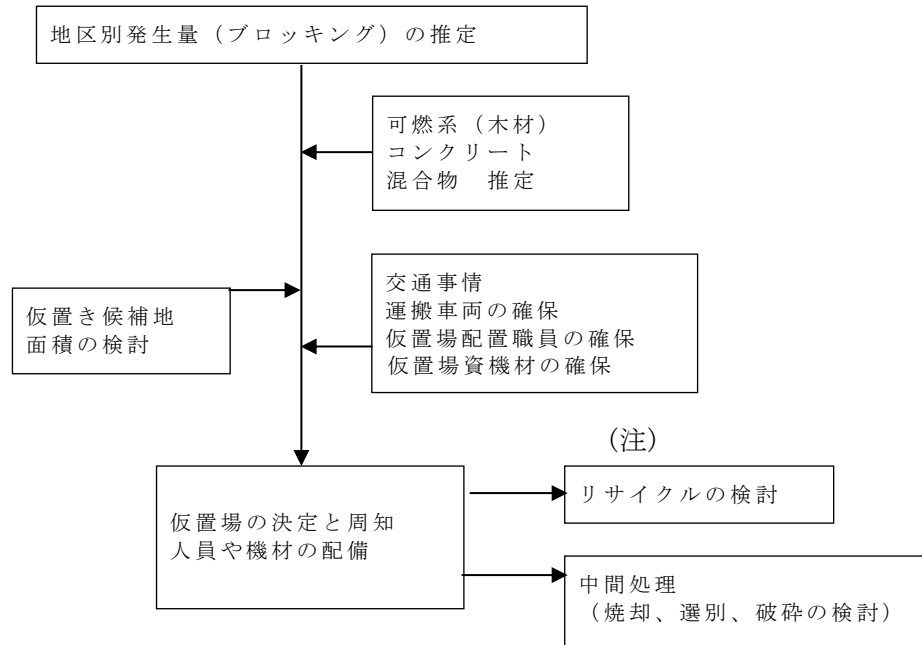 地区別発生量（ブロッキング）の推定
可燃系（木材）
コンクリート
混合物　推定
仮置き候補地
面積の検討
交通事情
運搬車両の確保
仮置場配置職員の確保
仮置場資機材の確保
（注）
仮置場の決定と周知
人員や機材の配備
リサイクルの検討
中間処理
（焼却、選別、破砕の検討）